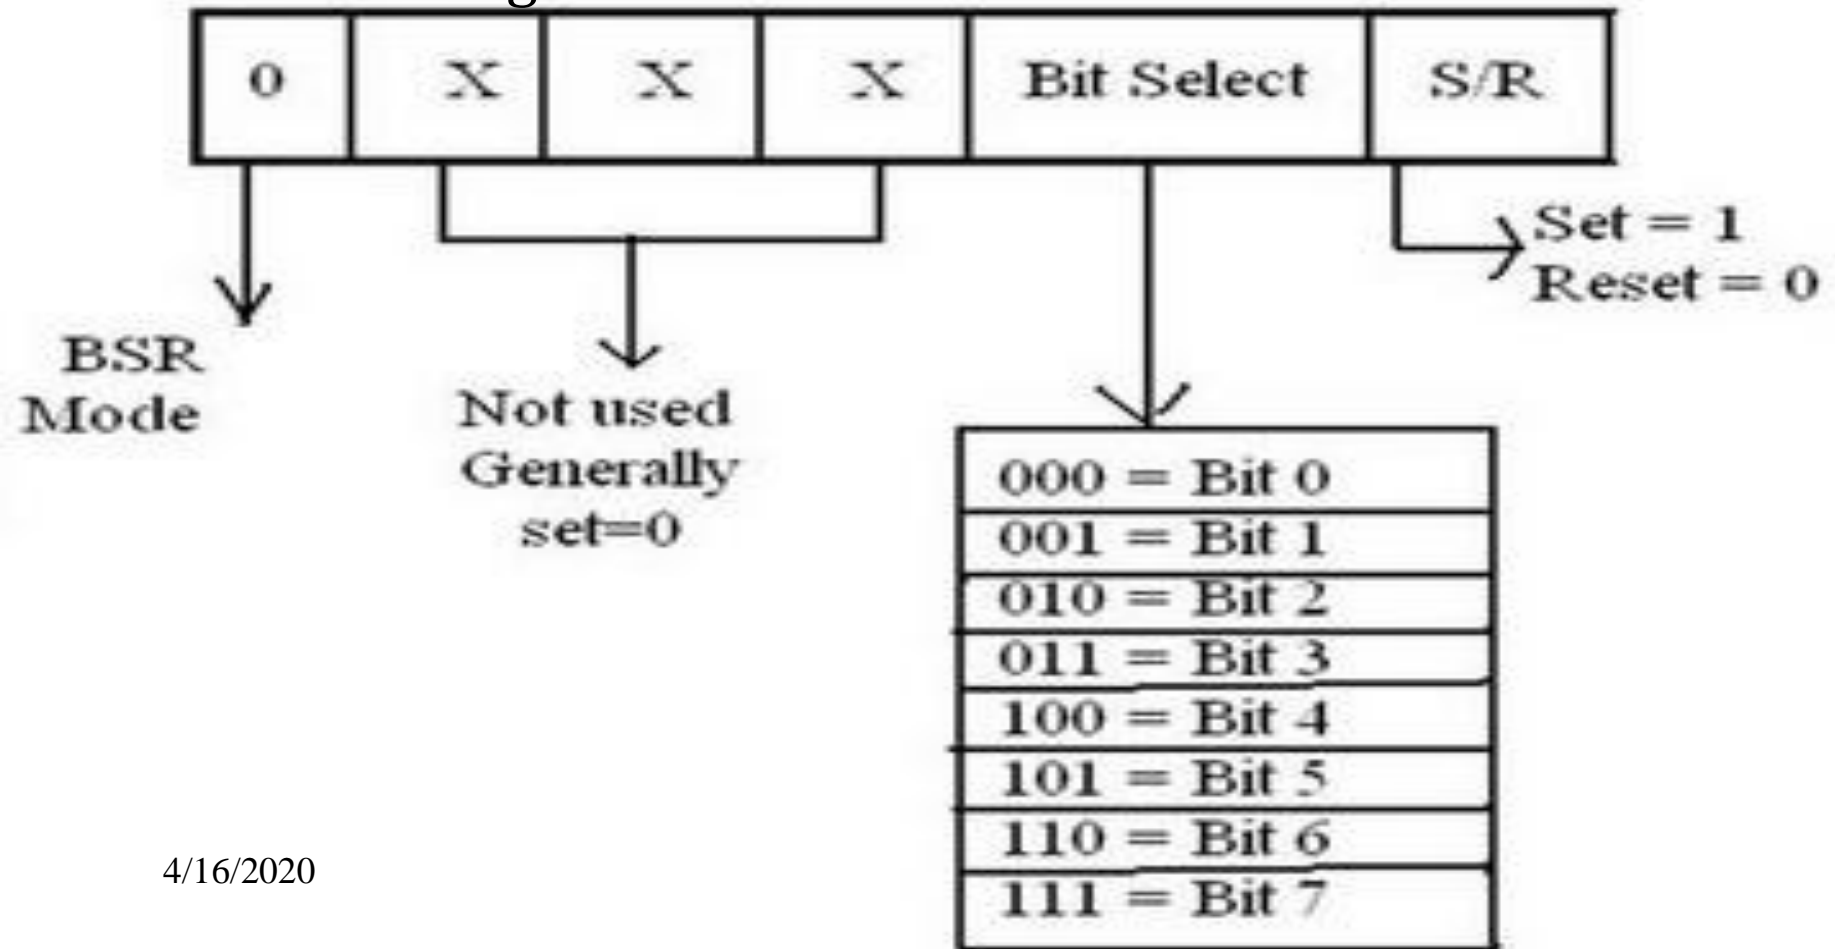 0 X X X Bit Select S/R
Set = 1
Reset = 0
BSR
Mode
Not used
Generally
set=0
000 = Bit 0
001 = Bit 1
010 = Bit 2
011 = Bit 3
100 = Bit 4
101 = Bit 5
110 = Bit 6
111 = Bit 7
4/16/2020